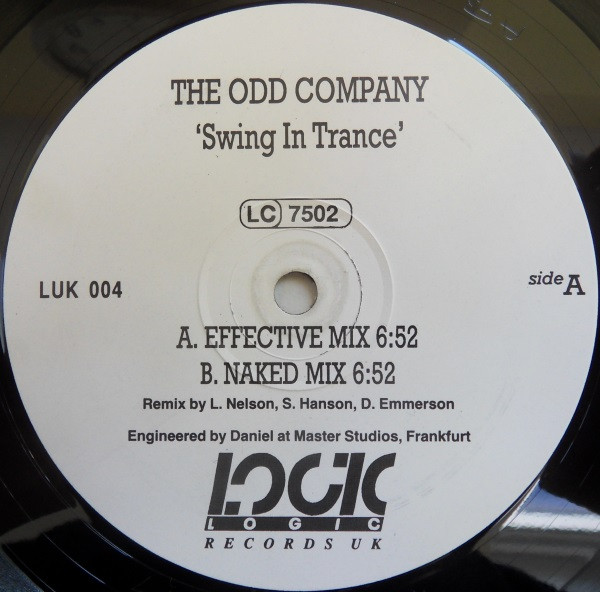 THE ODD COMPANY
‘Swing In Trance’
LC 7502
LUK 004
side A
A. EFFECTIVE MIX 6:52
B. NAKED MIX 6:52
Remix by L. Nelson, S. Hanson, D. Emmerson
Engineered by Daniel at Master Studios, Frankfurt
LOGIC
LOGIC
RECORDS UK